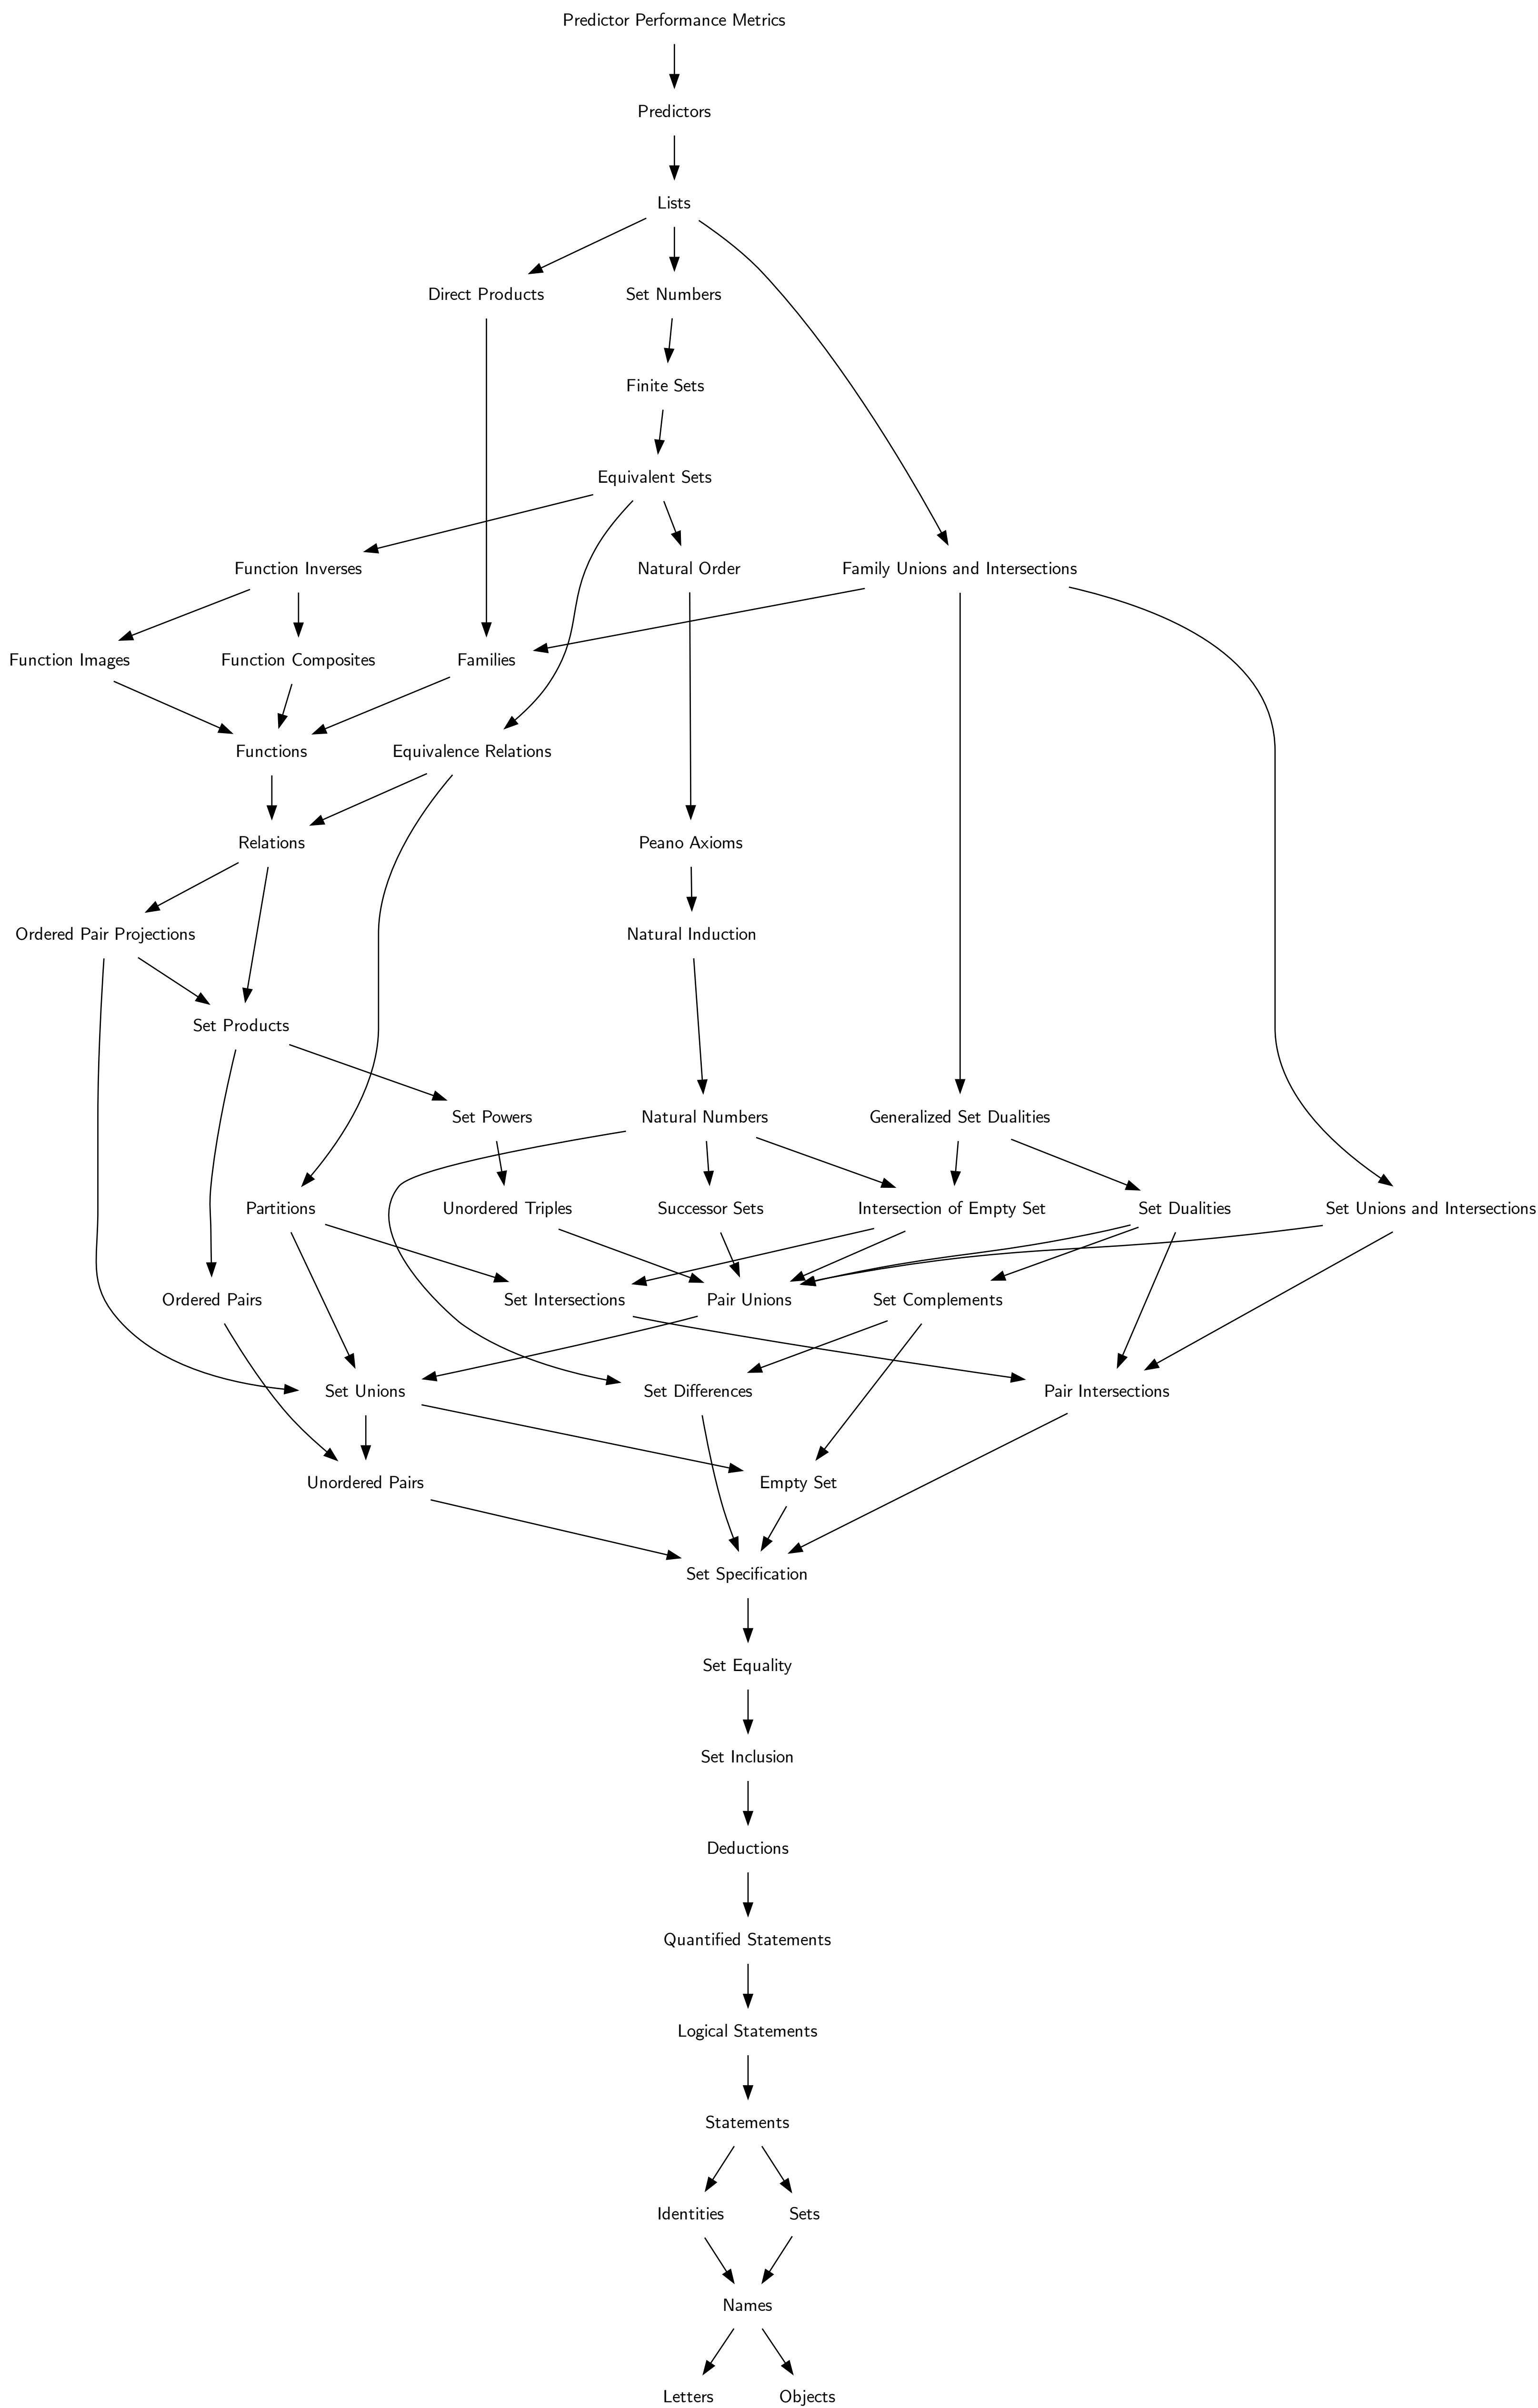 Predictor Performance Metrics
Predictors
Lists
Direct Products
Set Numbers
Finite Sets
Equivalent Sets
Function Inverses
Natural Order
Family Unions and Intersections
Function Images
Function Composites
Families
Functions
Equivalence Relations
Relations
Peano Axioms
Ordered Pair Projections
Natural Induction
Set Products
Set Powers
Natural Numbers
Generalized Set Dualities
Partitions
Unordered Triples
Successor Sets
Intersection of Empty Set
Set Dualities
Set Unions and Intersections
Ordered Pairs
Set Intersections
Pair Unions
Set Complements
Set Unions
Set Differences
Pair Intersections
Unordered Pairs
Empty Set
Set Specification
Set Equality
Set Inclusion
Deductions
Quantified Statements
Logical Statements
Statements
Identities
Sets
Names
Letters
Objects